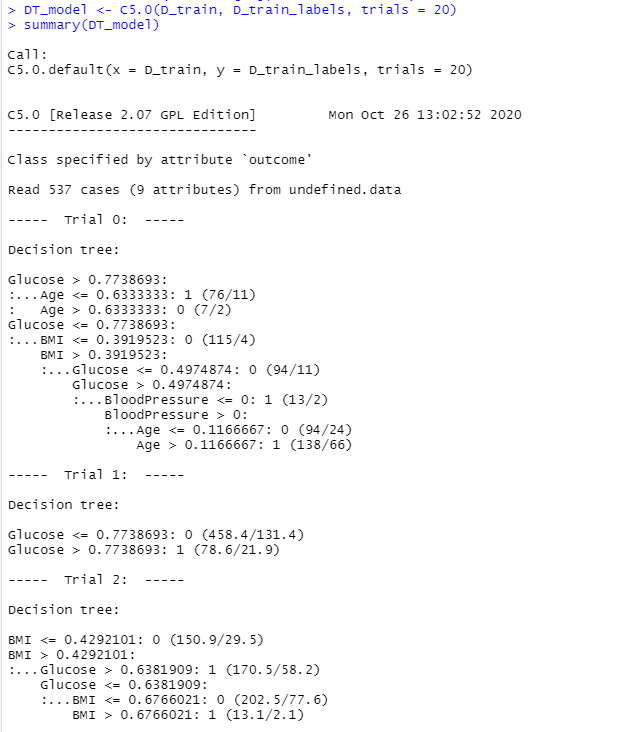 > DT_model <- C5.0(D_train, D_train_labels, trials = 20)
> summary(DT_model)

Call:
C5.0.default(x = D_train, y = D_train_labels, trials = 20)


C5.0 [Release 2.07 GPL Edition]         Mon Oct 26 13:02:52 2020
-------------------------------

Class specified by attribute `outcome'

Read 537 cases (9 attributes) from undefined.data

-----  Trial 0:  -----

Decision tree:

Glucose > 0.7738693:
:...Age <= 0.6333333: 1 (76/11)
:   Age > 0.6333333: 0 (7/2)
Glucose <= 0.7738693:
:...BMI <= 0.3919523: 0 (115/4)
    BMI > 0.3919523:
    :...Glucose <= 0.4974874: 0 (94/11)
        Glucose > 0.4974874:
        :...BloodPressure <= 0: 1 (13/2)
            BloodPressure > 0:
            :...Age <= 0.1166667: 0 (94/24)
                Age > 0.1166667: 1 (138/66)

-----  Trial 1:  -----

Decision tree:

Glucose <= 0.7738693: 0 (458.4/131.4)
Glucose > 0.7738693: 1 (78.6/21.9)

-----  Trial 2:  -----

Decision tree:

BMI <= 0.4292101: 0 (150.9/29.5)
BMI > 0.4292101:
:...Glucose > 0.6381909: 1 (170.5/58.2)
    Glucose <= 0.6381909:
    :...BMI <= 0.6766021: 0 (202.5/77.6)
        BMI > 0.6766021: 1 (13.1/2.1)